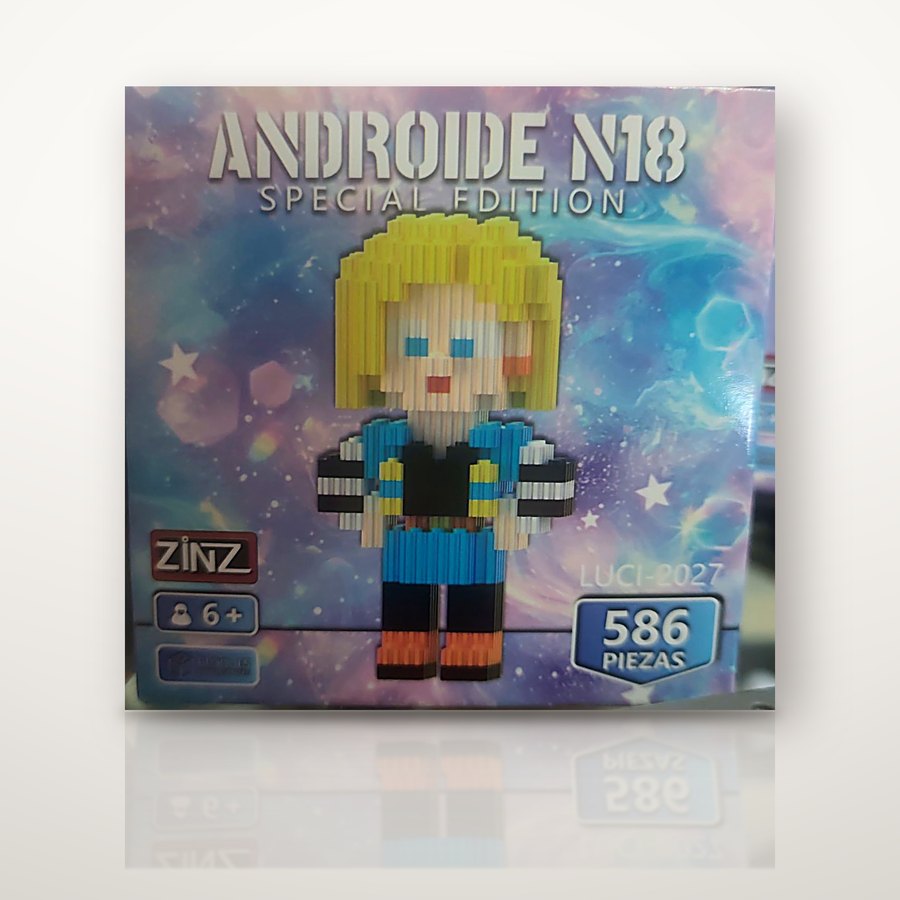 ANDROIDE N18
SPECIAL EDITION
ZINZ
6+
LUCI-2027
586
PIEZAS